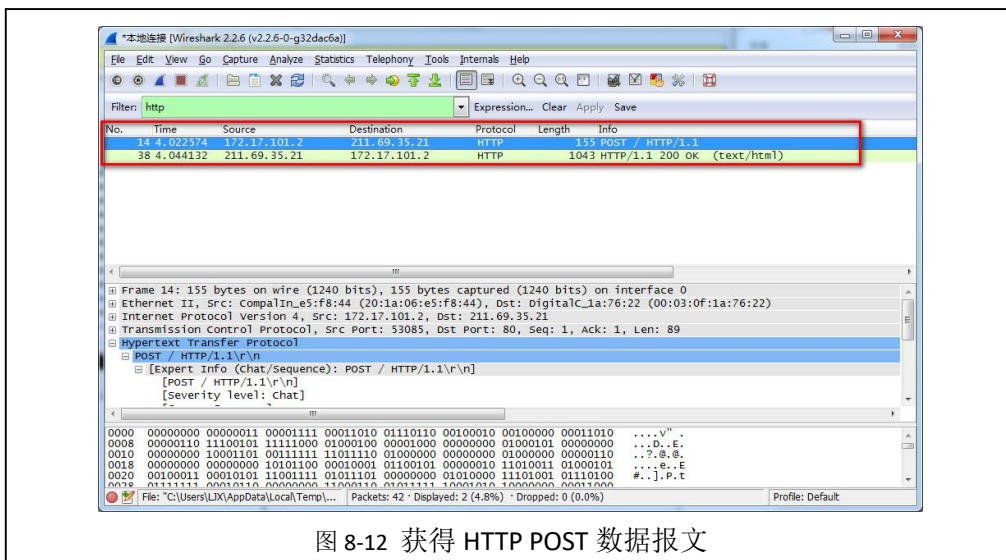 *本地连接 [Wireshark 2.2.6 (v2.2.6-0-g32dac6a)]
File Edit View Go Capture Analyze Statistics Telephony Tools Internals Help
Filter: http Expression... Clear Apply Save
No. Time Source Destination Protocol Length Info
14 4.022574 172.17.101.2 211.69.35.21 HTTP 155 POST / HTTP/1.1
38 4.044132 211.69.35.21 172.17.101.2 HTTP 1043 HTTP/1.1 200 OK (text/html)
Frame 14: 155 bytes on wire (1240 bits), 155 bytes captured (1240 bits) on interface 0
Ethernet II, Src: CompalIn_e5:f8:44 (20:1a:06:e5:f8:44), Dst: DigitalC_1a:76:22 (00:03:0f:1a:76:22)
Internet Protocol Version 4, Src: 172.17.101.2, Dst: 211.69.35.21
Transmission Control Protocol, Src Port: 53085, Dst Port: 80, Seq: 1, Ack: 1, Len: 89
Hypertext Transfer Protocol
POST / HTTP/1.1\r\n
[Expert Info (Chat/Sequence): POST / HTTP/1.1\r\n]
[POST / HTTP/1.1\r\n]
[Severity level: Chat]
0000 00000000 00000011 00001111 00011010 01110110 00100010 00100000 00011010 ....v" .
0008 00000110 11100101 11111000 01000100 00001000 00000000 01000101 00000000 ...D..E.
0010 00000000 10001101 00111111 11011110 01000000 00000000 01000000 00000110 ..?.@.@.
0018 00000000 00000000 10101100 00010001 01100101 00000010 11010011 01000101 ....e..E
0020 00100011 00010101 11001111 01011101 00000000 01010000 11101001 01110100 #..].P.t
File: "C:\Users\LJX\AppData\Local\Temp\... Packets: 42 · Displayed: 2 (4.8%) · Dropped: 0 (0.0%) Profile: Default
图 8-12 获得 HTTP POST 数据报文